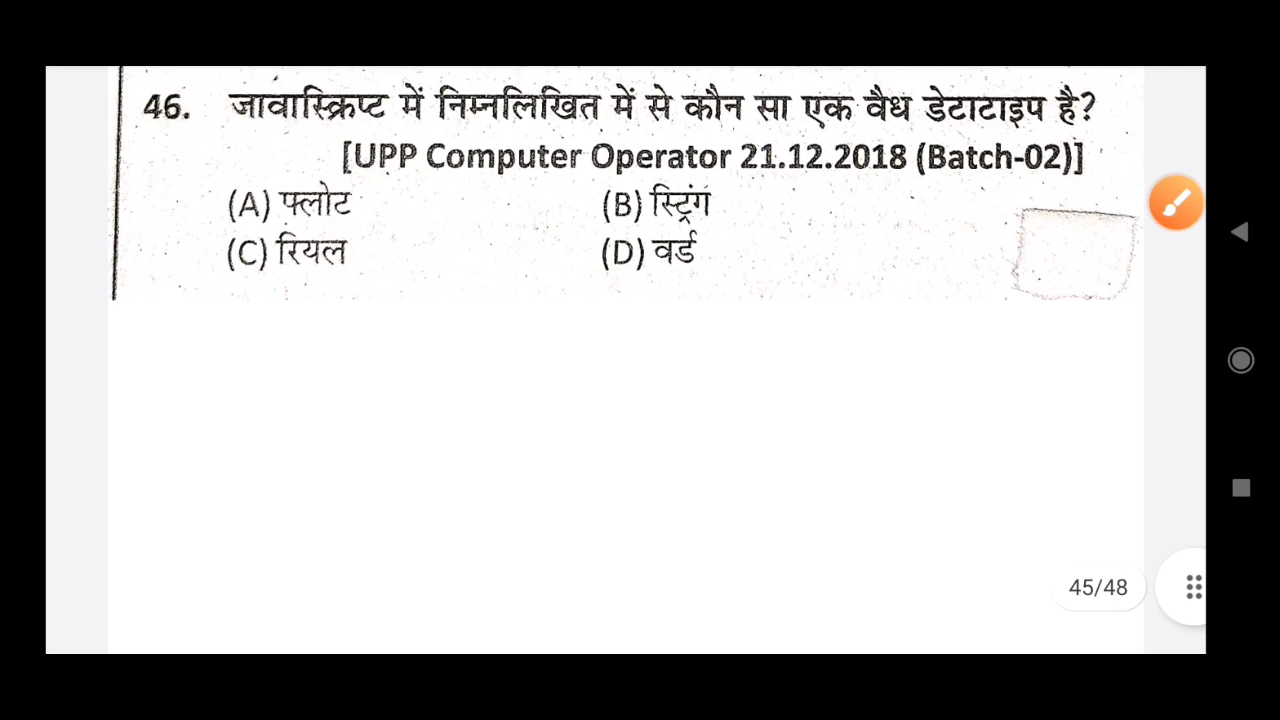 46. जावास्क्रिप्ट में निम्नलिखित में से कौन सा एक वैध डेटाटाइप है?
[UPP Computer Operator 21.12.2018 (Batch-02)]
(A) फ्लोट (B) स्ट्रिंग
(C) रियल (D) वर्ड
45/48